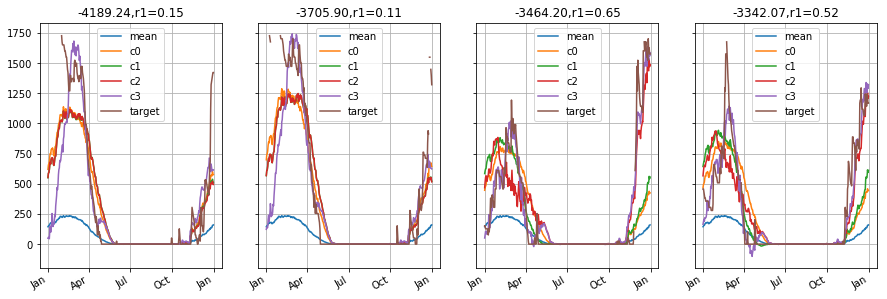 -4189.24,r1=0.15
-3705.90,r1=0.11
-3464.20,r1=0.65
-3342.07,r1=0.52
1750
1500
1250
1000
750
500
250
0
mean
c0
c1
c2
c3
target
mean
c0
c1
c2
c3
target
mean
c0
c1
c2
c3
target
mean
c0
c1
c2
c3
target
Jan Apr Jul Oct Jan
Jan Apr Jul Oct Jan
Jan Apr Jul Oct Jan
Jan Apr Jul Oct Jan